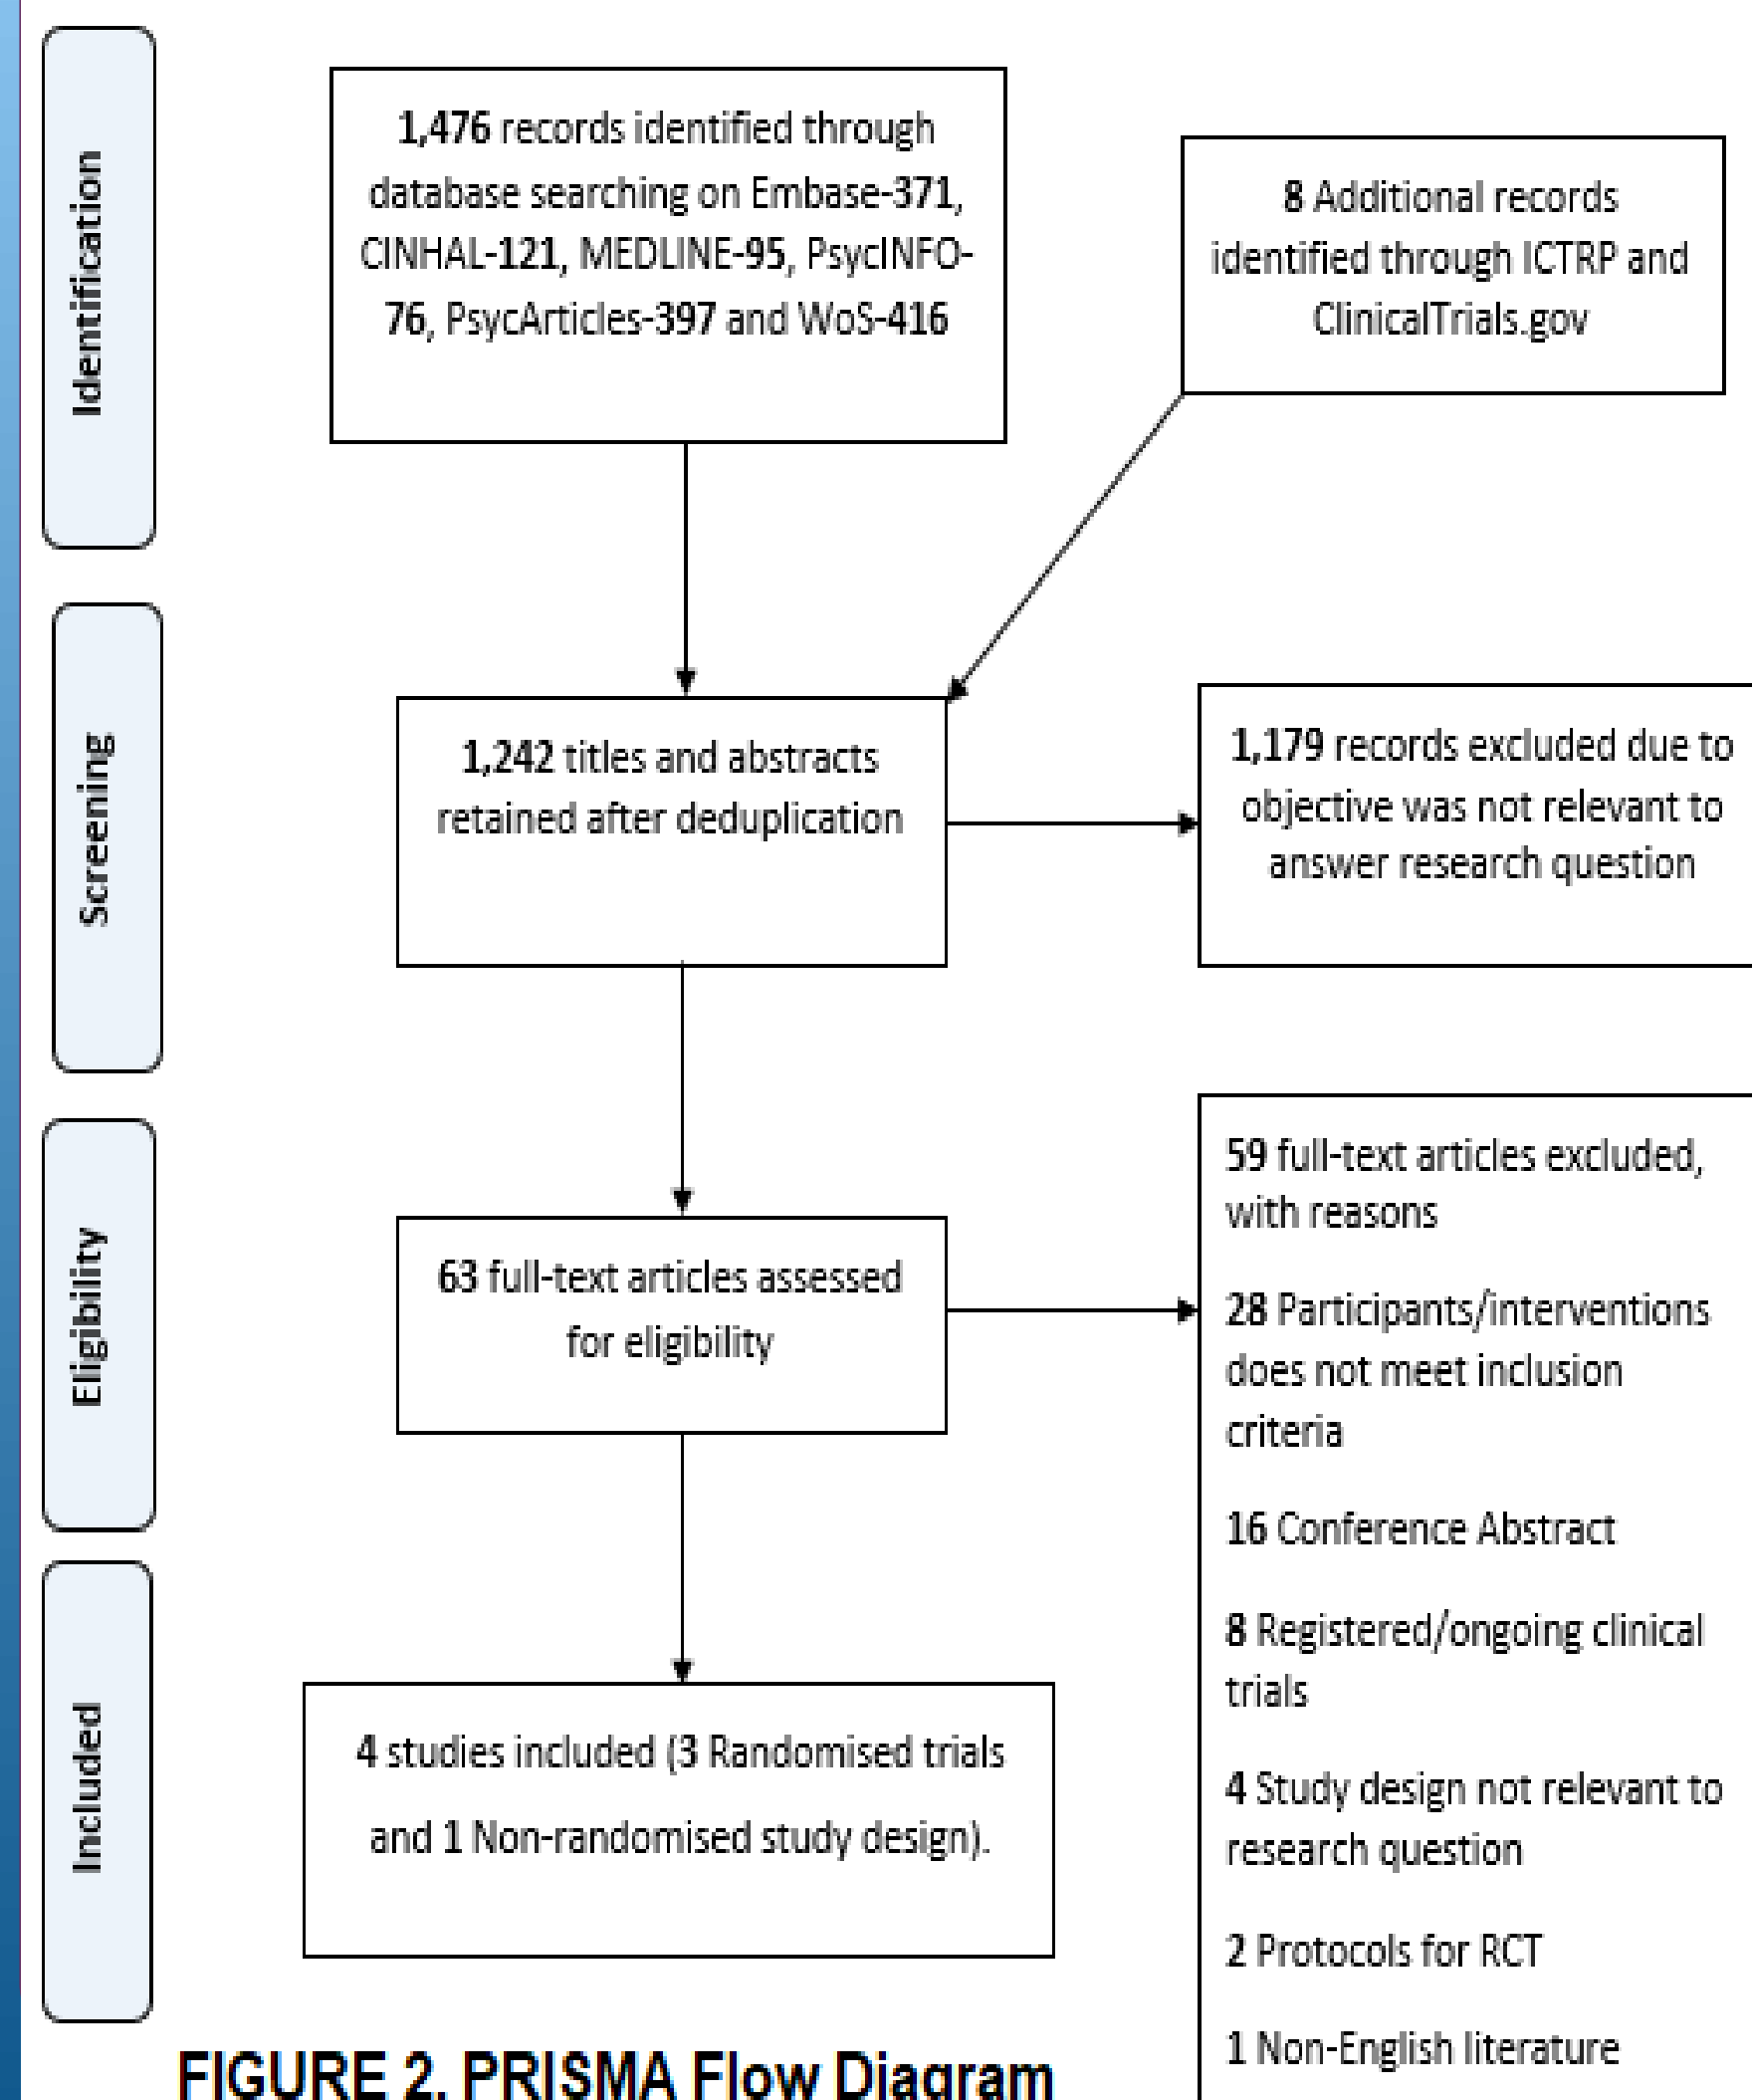 Identification
1,476 records identified through
database searching on Embase-371,
CINHAL-121, MEDLINE-95, PsycINFO-
76, PsycArticles-397 and WoS-416
8 Additional records
identified through ICTRP and
ClinicalTrials.gov
Screening
1,242 titles and abstracts
retained after deduplication
1,179 records excluded due to
objective was not relevant to
answer research question
Eligibility
63 full-text articles assessed
for eligibility
59 full-text articles excluded,
with reasons
28 Participants/interventions
does not meet inclusion
criteria
16 Conference Abstract
8 Registered/ongoing clinical
trials
4 Study design not relevant to
research question
2 Protocols for RCT
1 Non-English literature
Included
4 studies included (3 Randomised trials
and 1 Non-randomised study design).
FIGURE 2. PRISMA Flow Diagram